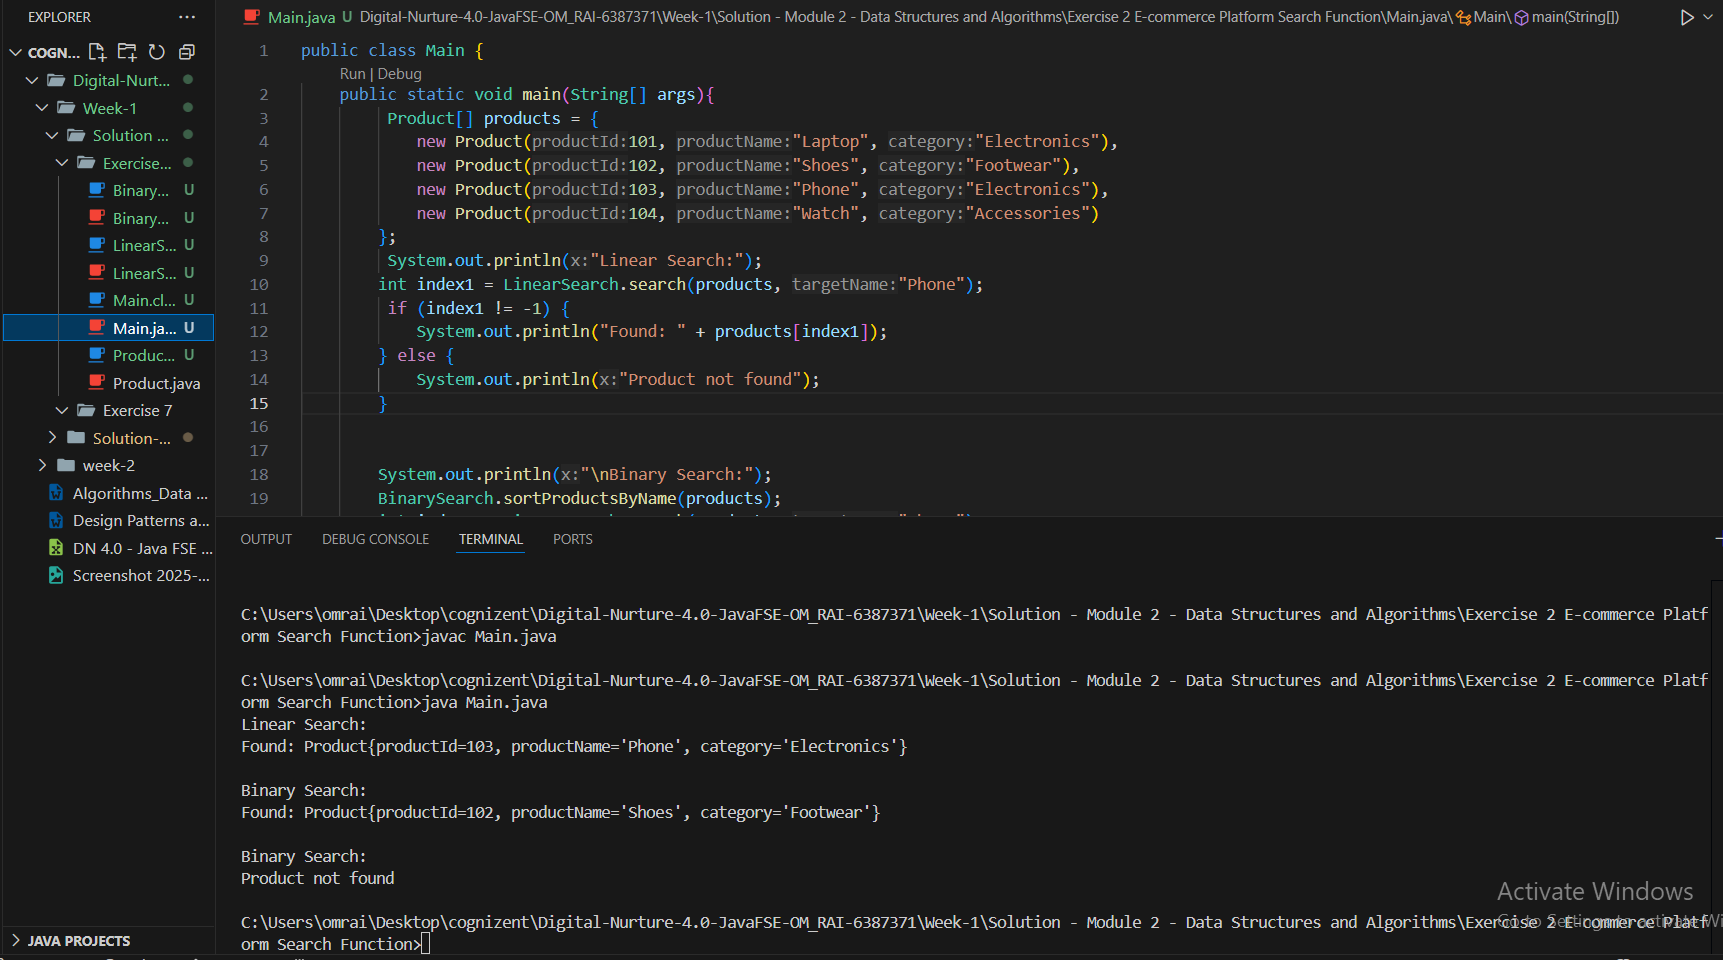 EXPLORER ···
Main.java U Digital-Nurture-4.0-JavaFSE-OM_RAI-6387371\Week-1\Solution - Module 2 - Data Structures and Algorithms\Exercise 2 E-commerce Platform Search Function\Main.java\ Main\ main(String[])
COGN...
Digital-Nurt...
Week-1
Solution ...
Exercise...
Binary... U
Binary... U
LinearS... U
LinearS... U
Main.cl... U
Main.ja... U
Produc... U
Product.java
Exercise 7
Solution-...
week-2
Algorithms_Data ...
Design Patterns a...
DN 4.0 - Java FSE ...
Screenshot 2025-...
JAVA PROJECTS
1 public class Main {
Run | Debug
2 public static void main(String[] args){
3 Product[] products = {
4 new Product(productId:101, productName:"Laptop", category:"Electronics"),
5 new Product(productId:102, productName:"Shoes", category:"Footwear"),
6 new Product(productId:103, productName:"Phone", category:"Electronics"),
7 new Product(productId:104, productName:"Watch", category:"Accessories")
8 };
9 System.out.println(x:"Linear Search:");
10 int index1 = LinearSearch.search(products, targetName:"Phone");
11 if (index1 != -1) {
12 System.out.println("Found: " + products[index1]);
13 } else {
14 System.out.println(x:"Product not found");
15 }
16
17
18 System.out.println(x:"\nBinary Search:");
19 BinarySearch.sortProductsByName(products);
OUTPUT DEBUG CONSOLE TERMINAL PORTS
C:\Users\omrai\Desktop\cognizent\Digital-Nurture-4.0-JavaFSE-OM_RAI-6387371\Week-1\Solution - Module 2 - Data Structures and Algorithms\Exercise 2 E-commerce Platf
orm Search Function>javac Main.java
C:\Users\omrai\Desktop\cognizent\Digital-Nurture-4.0-JavaFSE-OM_RAI-6387371\Week-1\Solution - Module 2 - Data Structures and Algorithms\Exercise 2 E-commerce Platf
orm Search Function>java Main.java
Linear Search:
Found: Product{productId=103, productName='Phone', category='Electronics'}
Binary Search:
Found: Product{productId=102, productName='Shoes', category='Footwear'}
Binary Search:
Product not found
Activate Windows
Go to Settings to activate Wi
C:\Users\omrai\Desktop\cognizent\Digital-Nurture-4.0-JavaFSE-OM_RAI-6387371\Week-1\Solution - Module 2 - Data Structures and Algorithms\Exercise 2 E-commerce Platf
orm Search Function>